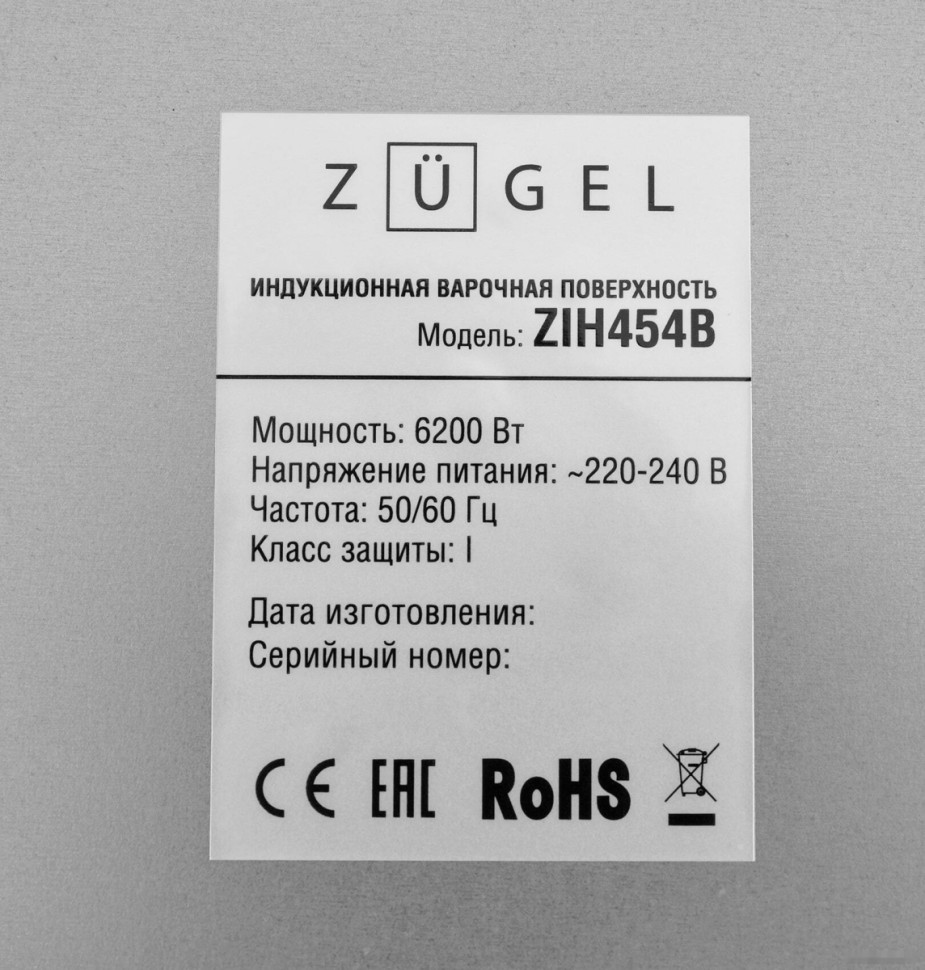 ZÜGEL
ИНДУКЦИОННАЯ ВАРОЧНАЯ ПОВЕРХНОСТЬ
Модель: ZIH454B
Мощность: 6200 Вт
Напряжение питания: ~220-240 В
Частота: 50/60 Гц
Класс защиты: I
Дата изготовления:
Серийный номер:
CE EAC RoHS